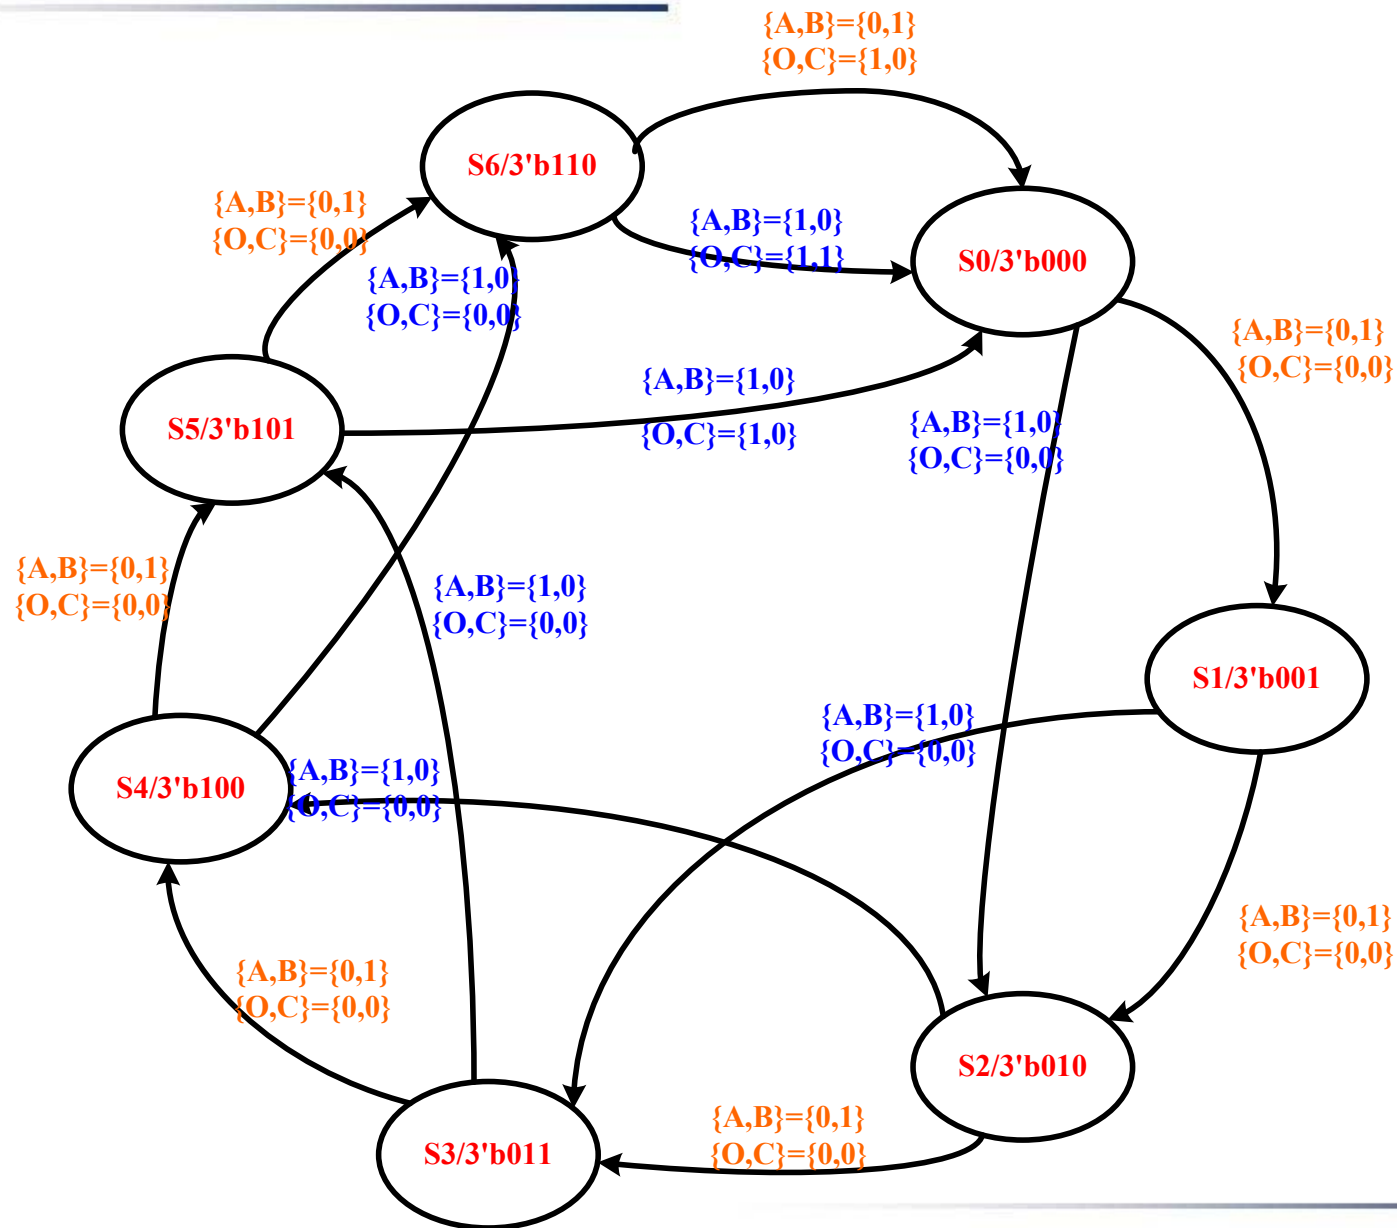 {A,B}={0,1}
{O,C}={1,0}
S6/3'b110
{A,B}={0,1}
{O,C}={0,0}
{A,B}={1,0}
{O,C}={1,1}
S0/3'b000
{A,B}={1,0}
{O,C}={0,0}
{A,B}={0,1}
{O,C}={0,0}
{A,B}={1,0}
{O,C}={1,0}
S5/3'b101
{A,B}={1,0}
{O,C}={0,0}
{A,B}={0,1}
{O,C}={0,0}
{A,B}={1,0}
{O,C}={0,0}
S1/3'b001
{A,B}={1,0}
{O,C}={0,0}
S4/3'b100
{A,B}={1,0}
{O,C}={0,0}
{A,B}={0,1}
{O,C}={0,0}
{A,B}={0,1}
{O,C}={0,0}
S2/3'b010
{A,B}={0,1}
{O,C}={0,0}
S3/3'b011